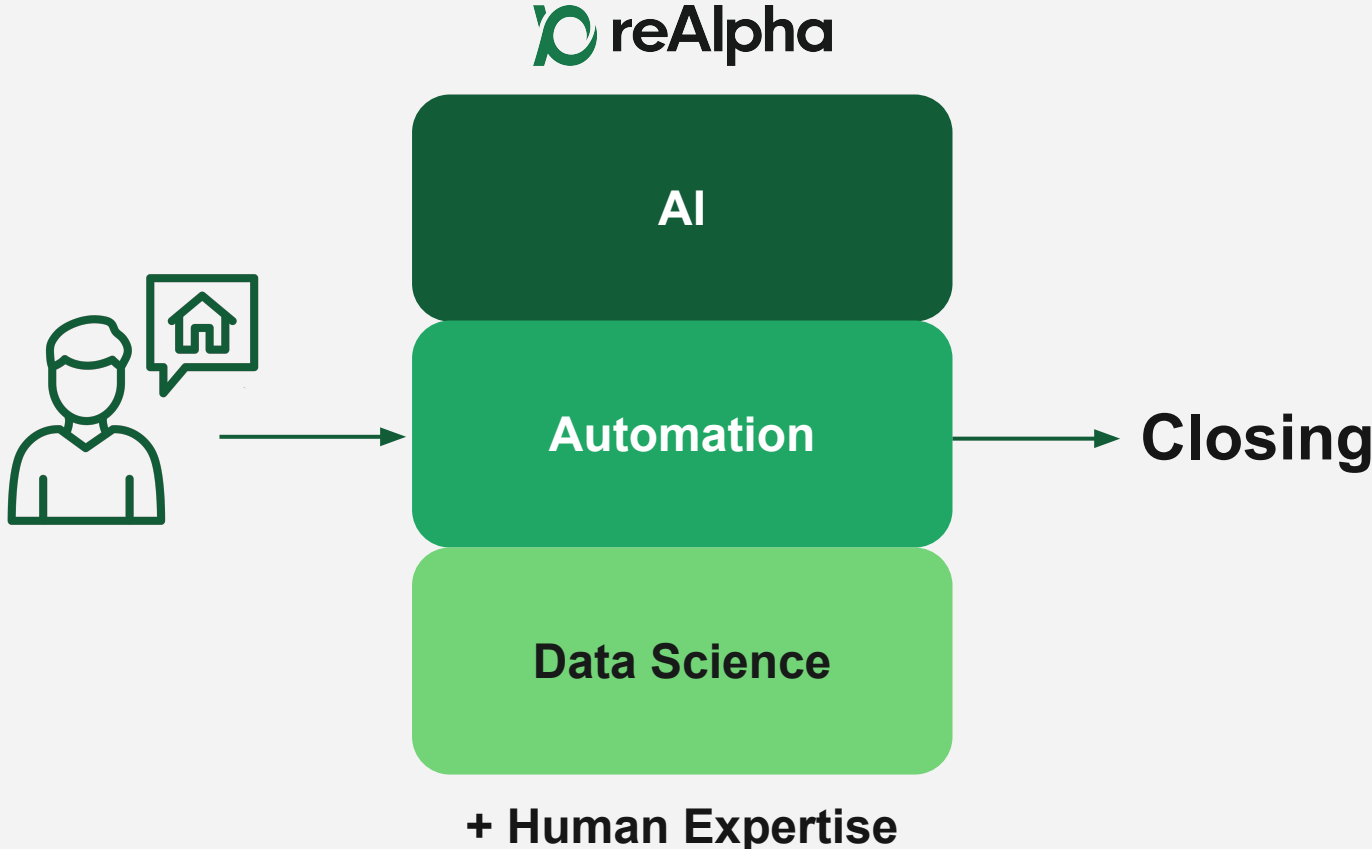 reAlpha
AI
Automation
Closing
Data Science
+ Human Expertise